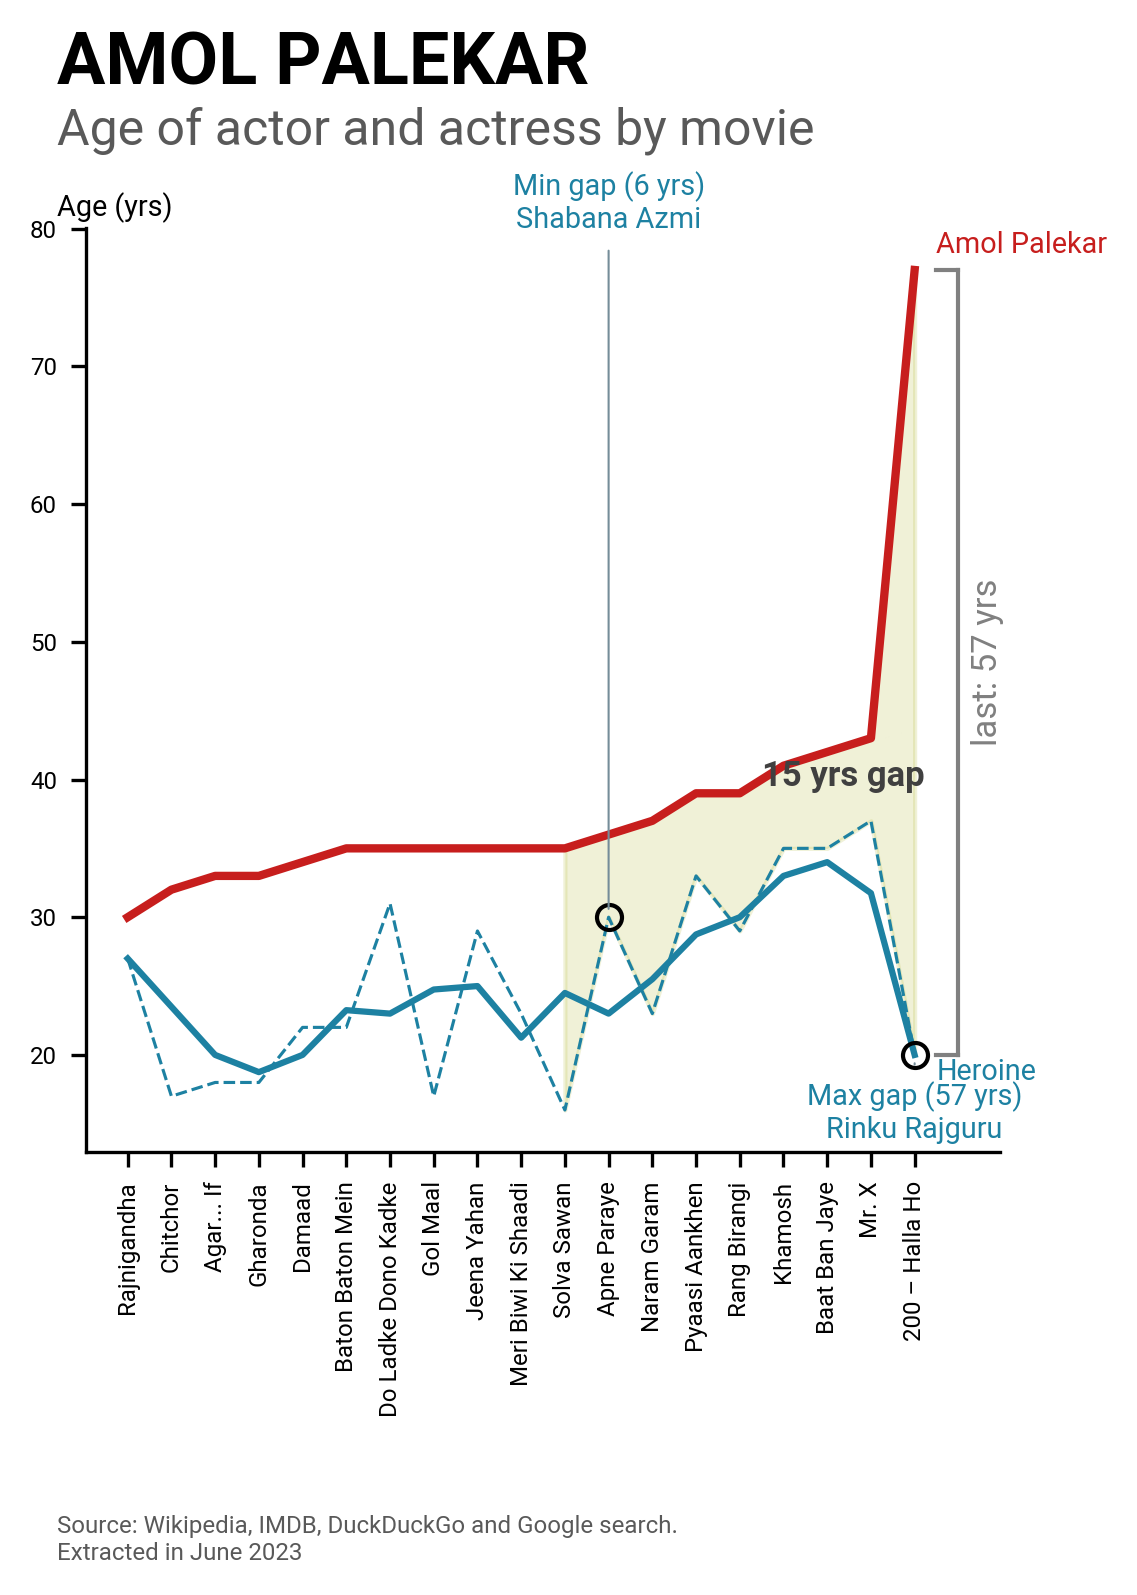 AMOL PALEKAR
Age of actor and actress by movie
Min gap (6 yrs)
Shabana Azmi
Age (yrs)
80
70
60
50
40
30
20
Amol Palekar
last: 57 yrs
15 yrs gap
Heroine
Max gap (57 yrs)
Rinku Rajguru
Rajnigandha
Chitchor
Agar... If
Gharonda
Damaad
Baton Baton Mein
Do Ladke Dono Kadke
Gol Maal
Jeena Yahan
Meri Biwi Ki Shaadi
Solva Sawan
Apne Paraye
Naram Garam
Pyaasi Aankhen
Rang Birangi
Khamosh
Baat Ban Jaye
Mr. X
200 – Halla Ho
Source: Wikipedia, IMDB, DuckDuckGo and Google search.
Extracted in June 2023